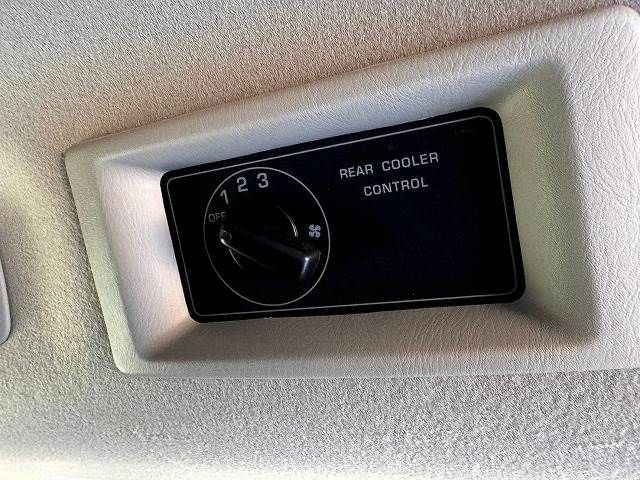 REAR COOLER
CONTROL
OFF 1 2 3